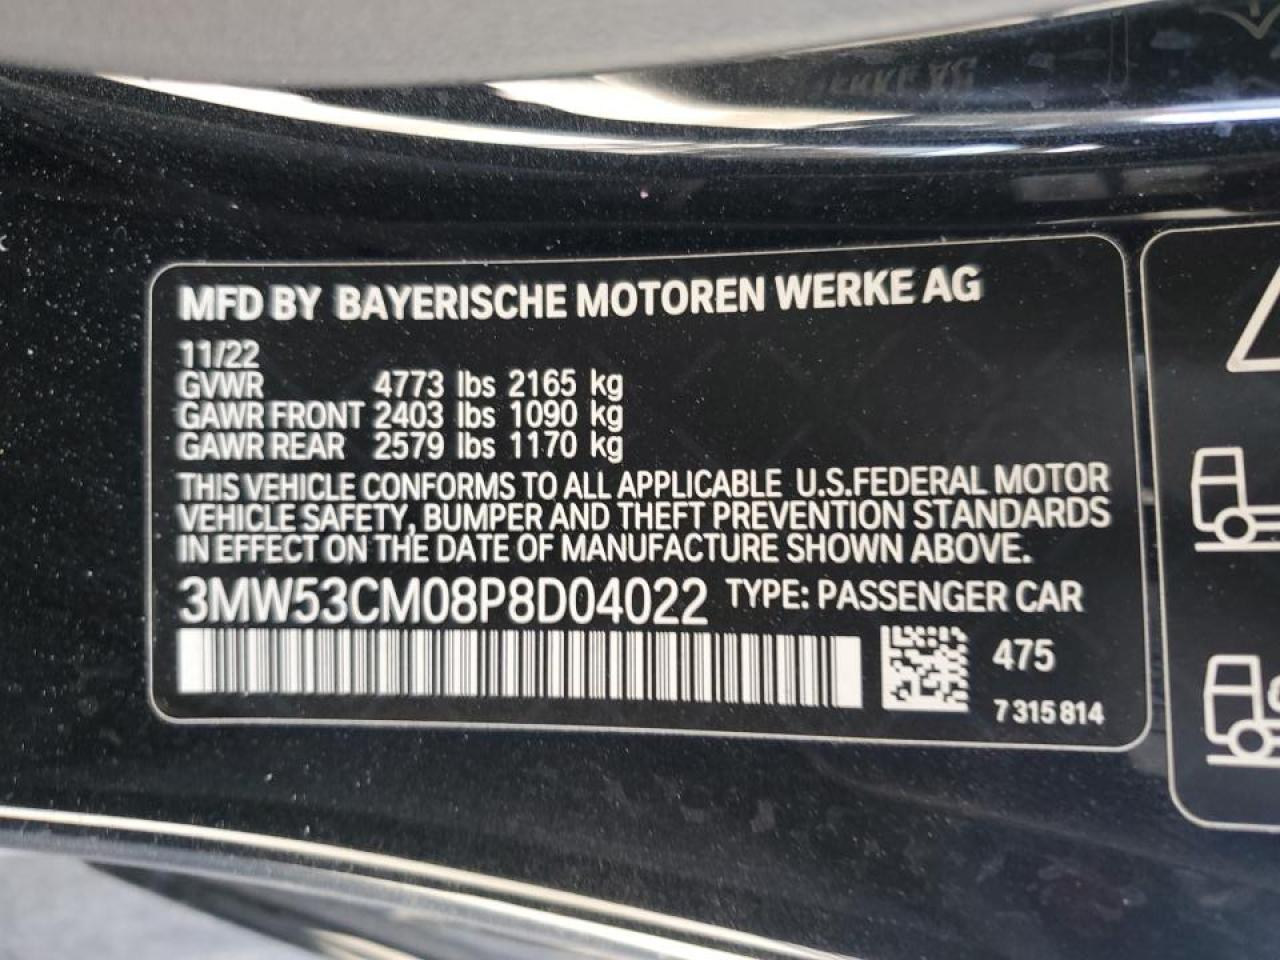 MFD BY BAYERISCHE MOTOREN WERKE AG
11/22
GVWR 4773 lbs 2165 kg
GAWR FRONT 2403 lbs 1090 kg
GAWR REAR 2579 lbs 1170 kg
THIS VEHICLE CONFORMS TO ALL APPLICABLE U.S.FEDERAL MOTOR
VEHICLE SAFETY, BUMPER AND THEFT PREVENTION STANDARDS
IN EFFECT ON THE DATE OF MANUFACTURE SHOWN ABOVE.
3MW53CM08P8D04022 TYPE: PASSENGER CAR
475
7 315 814